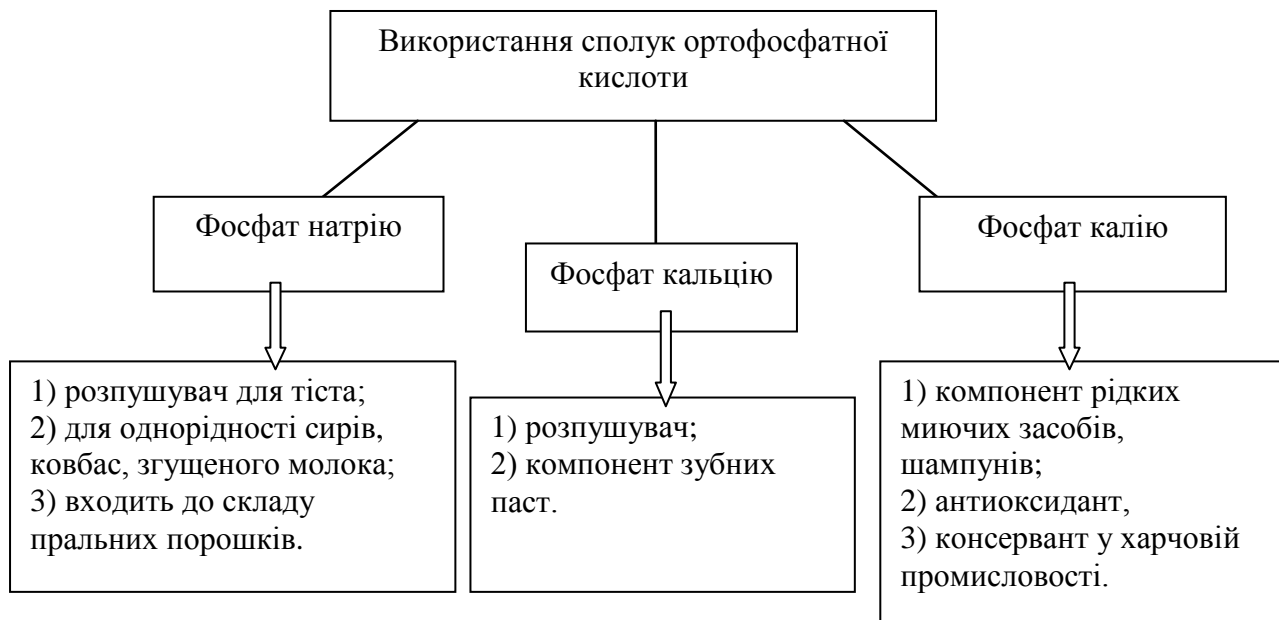 Використання сполук ортофосфатної
кислоти
Фосфат натрію
Фосфат кальцію
Фосфат калію
1) розпушувач для тіста;
2) для однорідності сирів,
ковбас, згущеного молока;
3) входить до складу
пральних порошків.
1) розпушувач;
2) компонент зубних
паст.
1) компонент рідких
миючих засобів,
шампунів;
2) антиоксидант,
3) консервант у харчовій
промисловості.